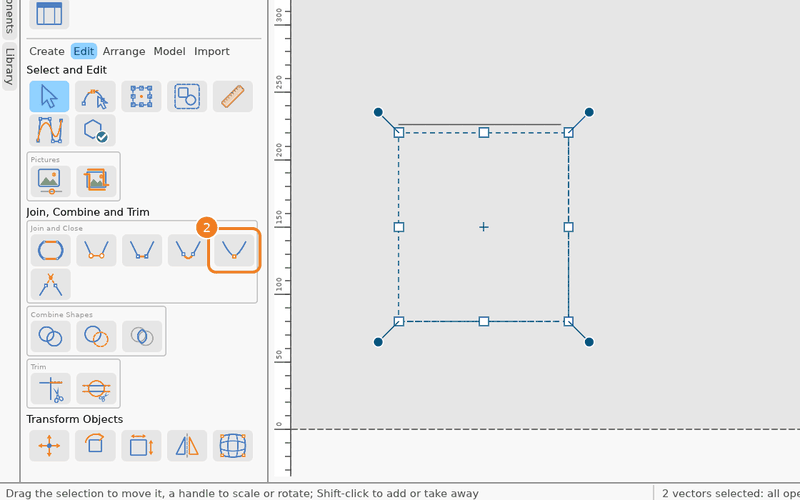 onents
Library
Create Edit Arrange Model Import
Select and Edit
Pictures
Join, Combine and Trim
Join and Close
2
Combine Shapes
Trim
Transform Objects
300
250
200
150
100
50
0
Drag the selection to move it, a handle to scale or rotate; Shift-click to add or take away
2 vectors selected: all ope